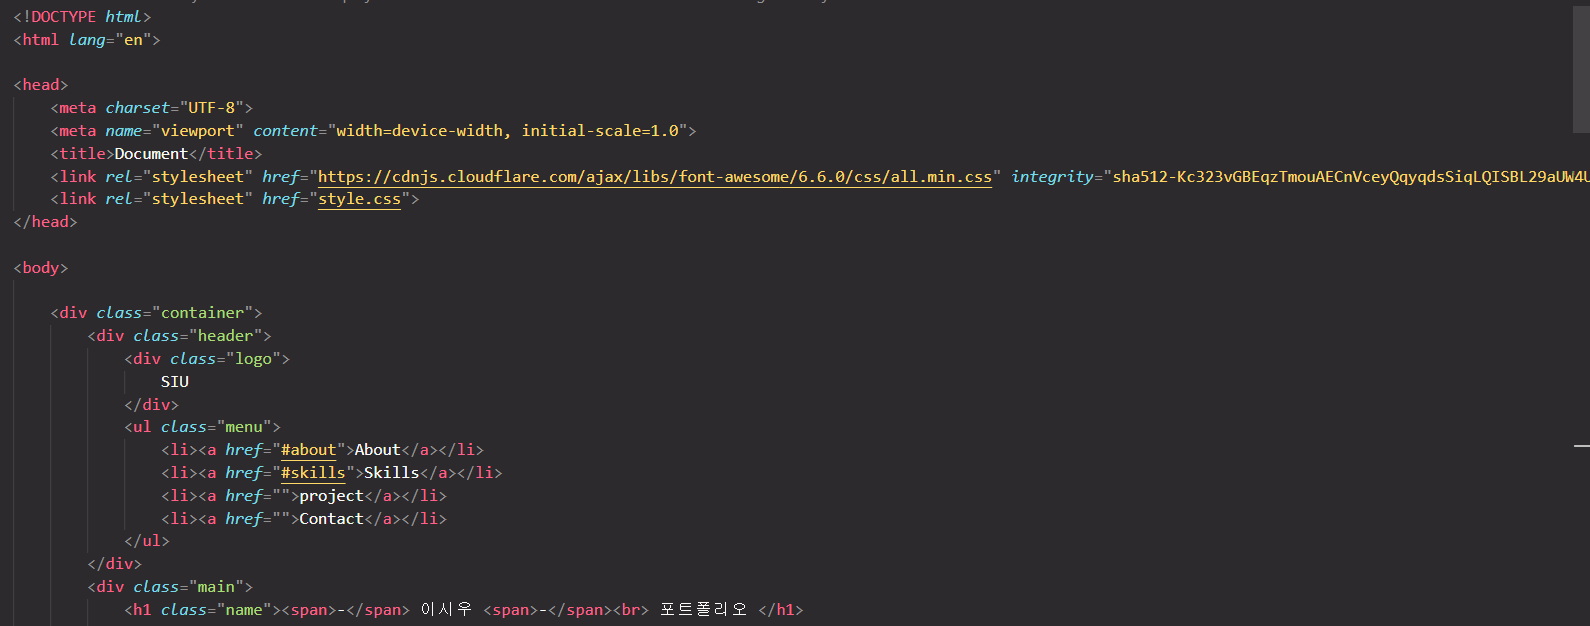 <!DOCTYPE html>
<html lang="en">
<head>
<meta charset="UTF-8">
<meta name="viewport" content="width=device-width, initial-scale=1.0">
<title>Document</title>
<link rel="stylesheet" href="https://cdnjs.cloudflare.com/ajax/libs/font-awesome/6.6.0/css/all.min.css" integrity="sha512-Kc323vGBEqzTmouAECnVceyQqyqdsSiqLQISBL29aUW4U
<link rel="stylesheet" href="style.css">
</head>
<body>
<div class="container">
<div class="header">
<div class="logo">
SIU
</div>
<ul class="menu">
<li><a href="#about">About</a></li>
<li><a href="#skills">Skills</a></li>
<li><a href="">project</a></li>
<li><a href="">Contact</a></li>
</ul>
</div>
<div class="main">
<h1 class="name"><span>-</span> 이시우 <span>-</span><br> 포트폴리오 </h1>